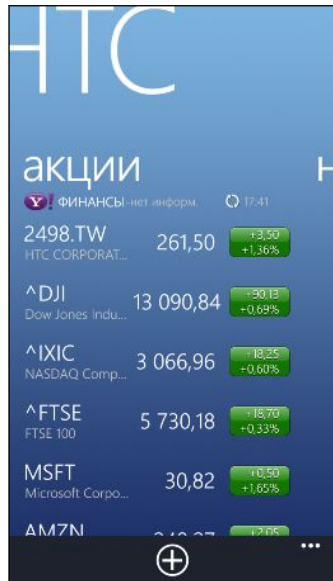 HTC
акции
Y! ФИНАНСЫ-нет информ. 17:41
2498.TW 261,50 +3,50
HTC CORPORAT... +1,36%
^DJI 13 090,84 +90,13
Dow Jones Indu... +0,69%
^IXIC 3 066,96 +18,25
NASDAQ Comp... +0,60%
^FTSE 5 730,18 +18,70
FTSE 100 +0,33%
MSFT 30,82 +0,50
Microsoft Corpo... +1,65%
AMZN +2,05